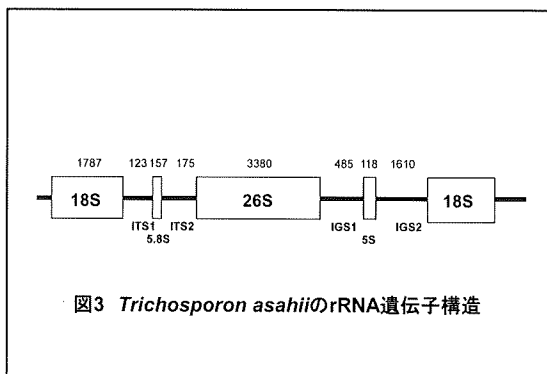 1787 123 157 175 3380 485 118 1610
18S 26S 18S
ITS1 ITS2 IGS1 IGS2
5.8S 5S
図3 Trichosporon asahiiのrRNA遺伝子構造